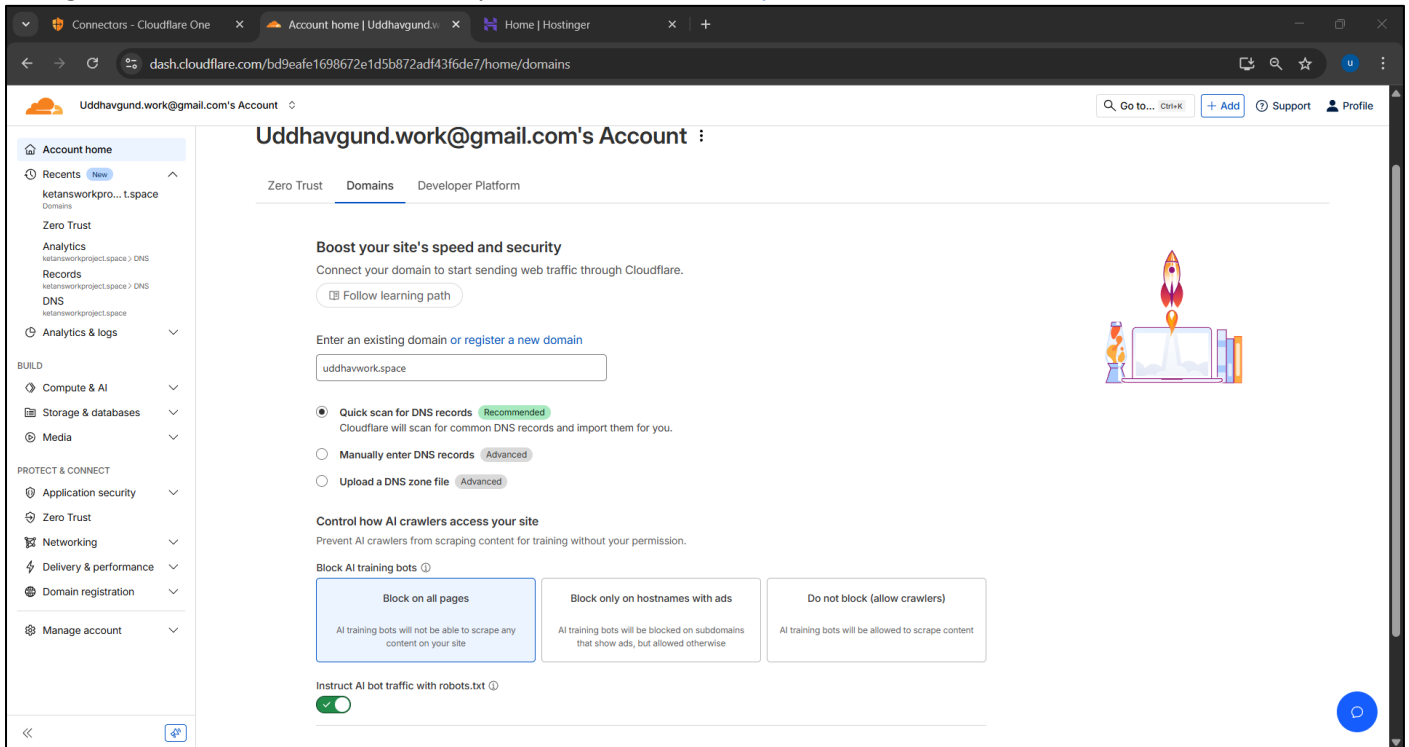 Connectors - Cloudflare One
Account home | Uddhavgund.w
Home | Hostinger
dash.cloudflare.com/bd9eafe1698672e1d5b872adf43f6de7/home/domains
u
Uddhavgund.work@gmail.com's Account
Go to... Ctrl+K
+ Add
Support
Profile
Account home
Recents New
ketansworkpro... t.space
Domains
Zero Trust
Analytics
ketansworkproject.space > DNS
Records
ketansworkproject.space > DNS
DNS
ketansworkproject.space
Analytics & logs
BUILD
Compute & AI
Storage & databases
Media
PROTECT & CONNECT
Application security
Zero Trust
Networking
Delivery & performance
Domain registration
Manage account
Uddhavgund.work@gmail.com's Account
Zero Trust Domains Developer Platform
Boost your site's speed and security
Connect your domain to start sending web traffic through Cloudflare.
Follow learning path
Enter an existing domain or register a new domain
uddhavwork.space
Quick scan for DNS records Recommended
Cloudflare will scan for common DNS records and import them for you.
Manually enter DNS records Advanced
Upload a DNS zone file Advanced
Control how AI crawlers access your site
Prevent AI crawlers from scraping content for training without your permission.
Block AI training bots
Block on all pages
AI training bots will not be able to scrape any
content on your site
Block only on hostnames with ads
AI training bots will be blocked on subdomains
that show ads, but allowed otherwise
Do not block (allow crawlers)
AI training bots will be allowed to scrape content
Instruct AI bot traffic with robots.txt